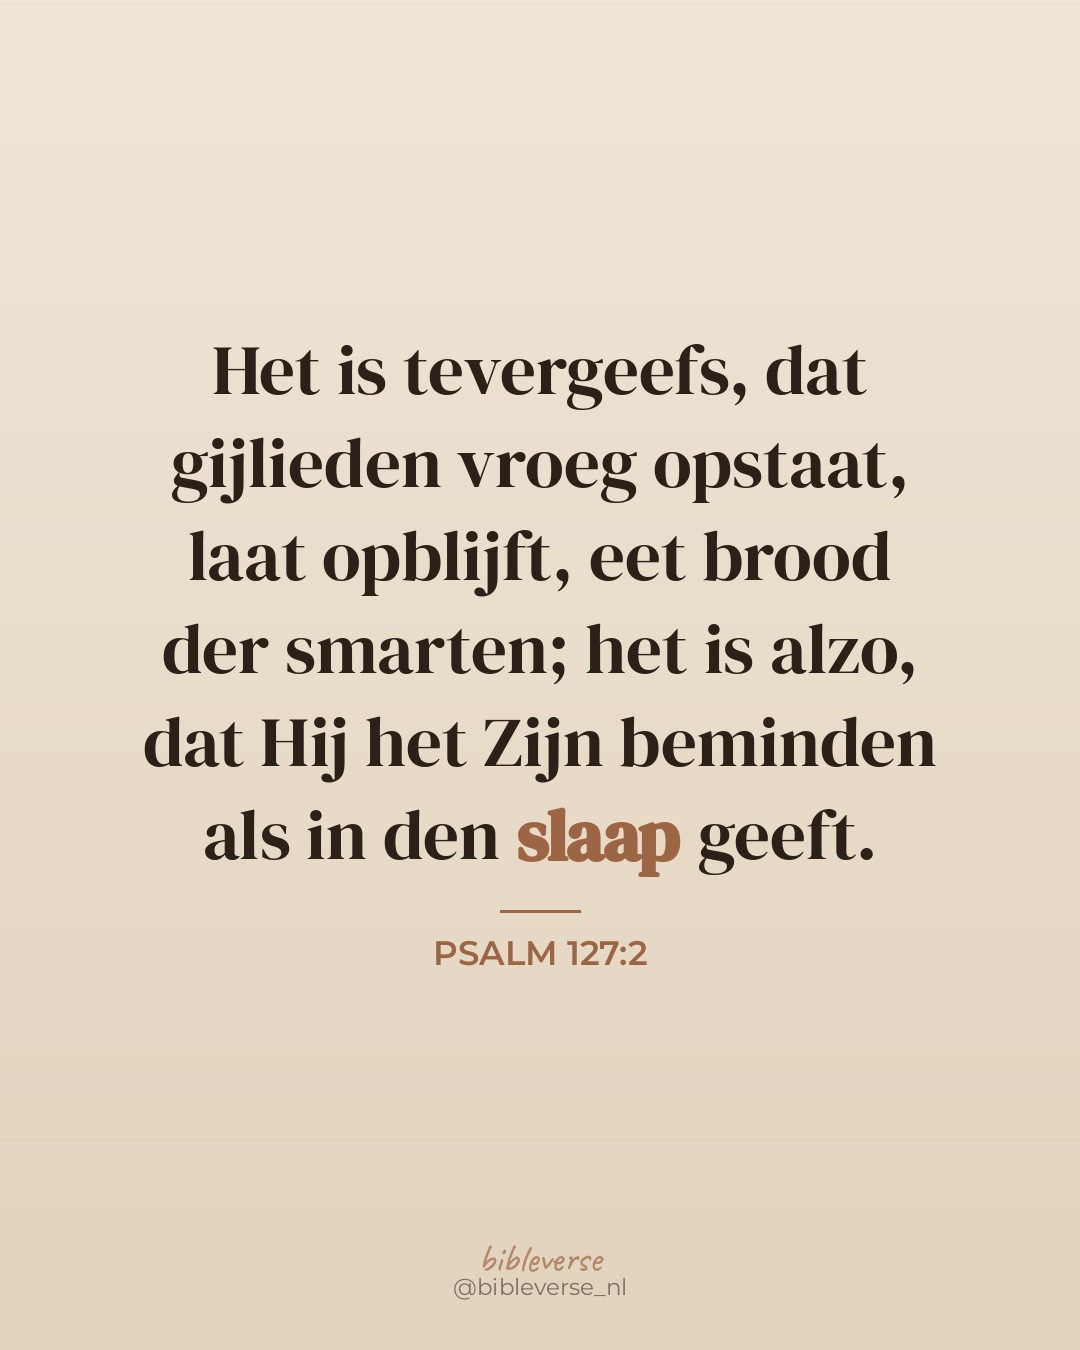 Het is tevergeefs, dat
gijlieden vroeg opstaat,
laat opblijft, eet brood
der smarten; het is alzo,
dat Hij het Zijn beminden
als in den slaap geeft.
PSALM 127:2
bibleverse
@bibleverse_nl